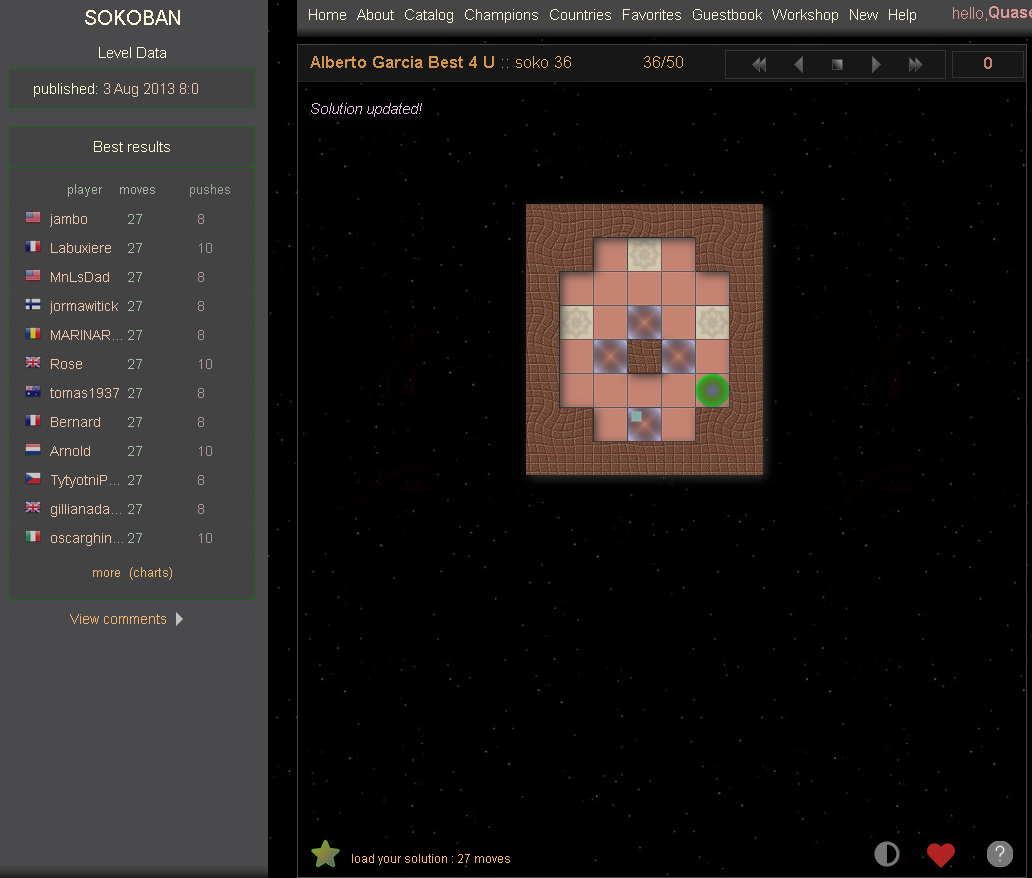 SOKOBAN
Level Data
published: 3 Aug 2013 8:0
Best results
player moves pushes
jambo 27 8
Labuxiere 27 10
MnLsDad 27 8
jormawitick 27 8
MARINAR... 27 8
Rose 27 10
tomas1937 27 8
Bernard 27 8
Arnold 27 10
TytyotniP... 27 8
gillianada... 27 8
oscarghin... 27 10
more (charts)
View comments
Home About Catalog Champions Countries Favorites Guestbook Workshop New Help hello,Quase
Alberto Garcia Best 4 U :: soko 36 36/50 0
Solution updated!
load your solution : 27 moves
?